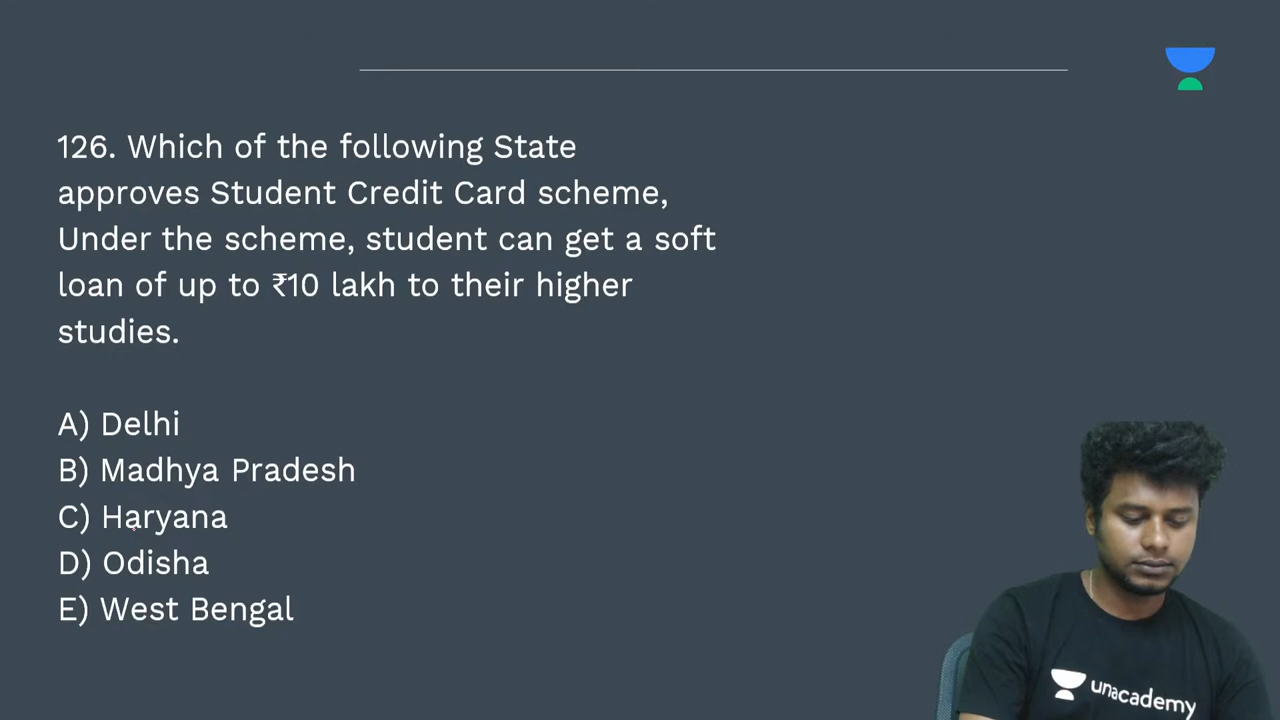 126. Which of the following State
approves Student Credit Card scheme,
Under the scheme, student can get a soft
loan of up to ₹10 lakh to their higher
studies.
A) Delhi
B) Madhya Pradesh
C) Haryana
D) Odisha
E) West Bengal
unacademy